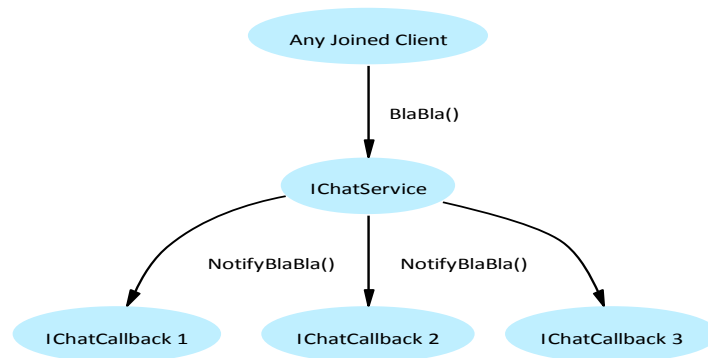 Any Joined Client
BlaBla()
IChatService
NotifyBlaBla() NotifyBlaBla()
IChatCallback 1 IChatCallback 2 IChatCallback 3